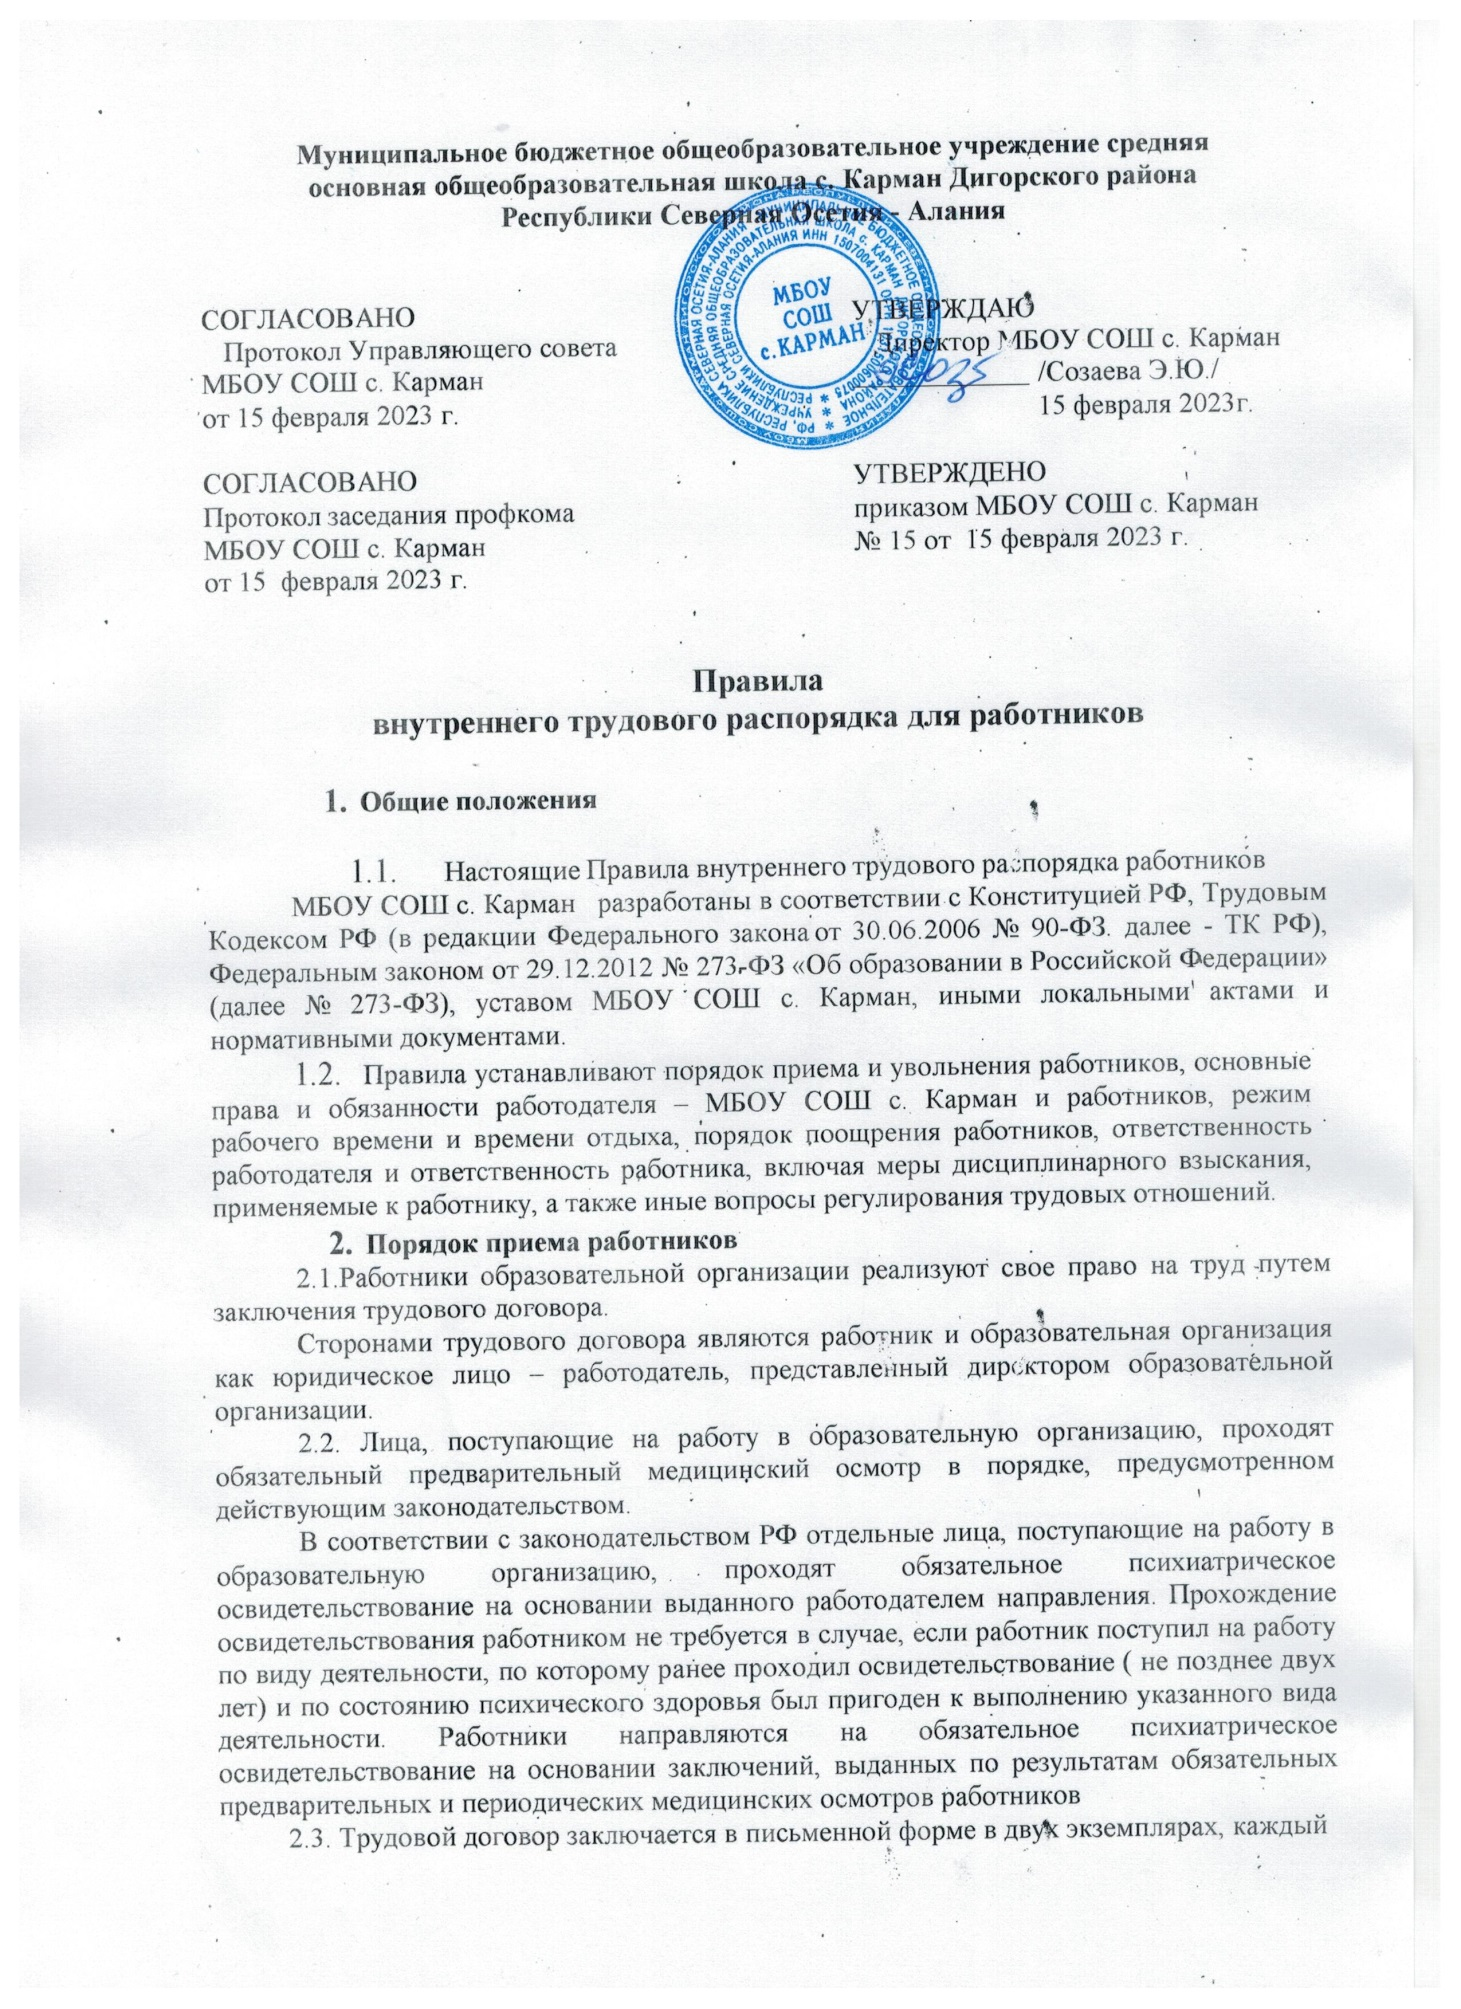 Муниципальное бюджетное общеобразовательное учреждение средняя
основная общеобразовательная школа с. Карман Дигорского района
Республики Северная Осетия - Алания
СОГЛАСОВАНО
Протокол Управляющего совета
МБОУ СОШ с. Карман
от 15 февраля 2023 г.
МБОУ
СОШ
с.КАРМАН
УТВЕРЖДАЮ
Директор МБОУ СОШ с. Карман
/Созаева Э.Ю./
15 февраля 2023г.
СОГЛАСОВАНО
Протокол заседания профкома
МБОУ СОШ с. Карман
от 15 февраля 2023 г.
УТВЕРЖДЕНО
приказом МБОУ СОШ с. Карман
№ 15 от 15 февраля 2023 г.
Правила
внутреннего трудового распорядка для работников
1. Общие положения
1.1. Настоящие Правила внутреннего трудового распорядка работников
МБОУ СОШ с. Карман разработаны в соответствии с Конституцией РФ, Трудовым
Кодексом РФ (в редакции Федерального закона от 30.06.2006 № 90-ФЗ. далее - ТК РФ),
Федеральным законом от 29.12.2012 № 273-ФЗ «Об образовании в Российской Федерации»
(далее № 273-ФЗ), уставом МБОУ СОШ с. Карман, иными локальными актами и
нормативными документами.
1.2. Правила устанавливают порядок приема и увольнения работников, основные
права и обязанности работодателя – МБОУ СОШ с. Карман и работников, режим
рабочего времени и времени отдыха, порядок поощрения работников, ответственность
работодателя и ответственность работника, включая меры дисциплинарного взыскания,
применяемые к работнику, а также иные вопросы регулирования трудовых отношений.
2. Порядок приема работников
2.1.Работники образовательной организации реализуют свое право на труд путем
заключения трудового договора.
Сторонами трудового договора являются работник и образовательная организация
как юридическое лицо – работодатель, представленный директором образовательной
организации.
2.2. Лица, поступающие на работу в образовательную организацию, проходят
обязательный предварительный медицинский осмотр в порядке, предусмотренном
действующим законодательством.
В соответствии с законодательством РФ отдельные лица, поступающие на работу в
образовательную организацию, проходят обязательное психиатрическое
освидетельствование на основании выданного работодателем направления. Прохождение
освидетельствования работником не требуется в случае, если работник поступил на работу
по виду деятельности, по которому ранее проходил освидетельствование ( не позднее двух
лет) и по состоянию психического здоровья был пригоден к выполнению указанного вида
деятельности. Работники направляются на обязательное психиатрическое
освидетельствование на основании заключений, выданных по результатам обязательных
предварительных и периодических медицинских осмотров работников
2.3. Трудовой договор заключается в письменной форме в двух экземплярах, каждый